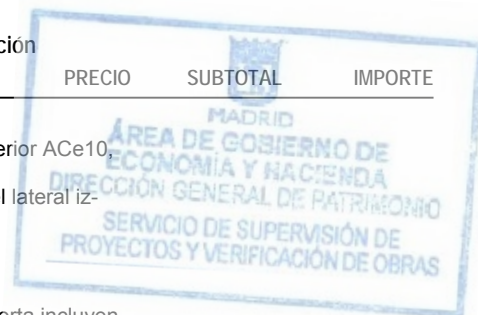 ción
PRECIO SUBTOTAL IMPORTE
MADRID
erior ACe10,
ÁREA DE GOBIERNO DE
ECONOMÍA Y HACIENDA
DIRECCIÓN GENERAL DE PATRIMONIO
l lateral iz-
SERVICIO DE SUPERVISIÓN DE
PROYECTOS Y VERIFICACIÓN DE OBRAS
erta incluyen